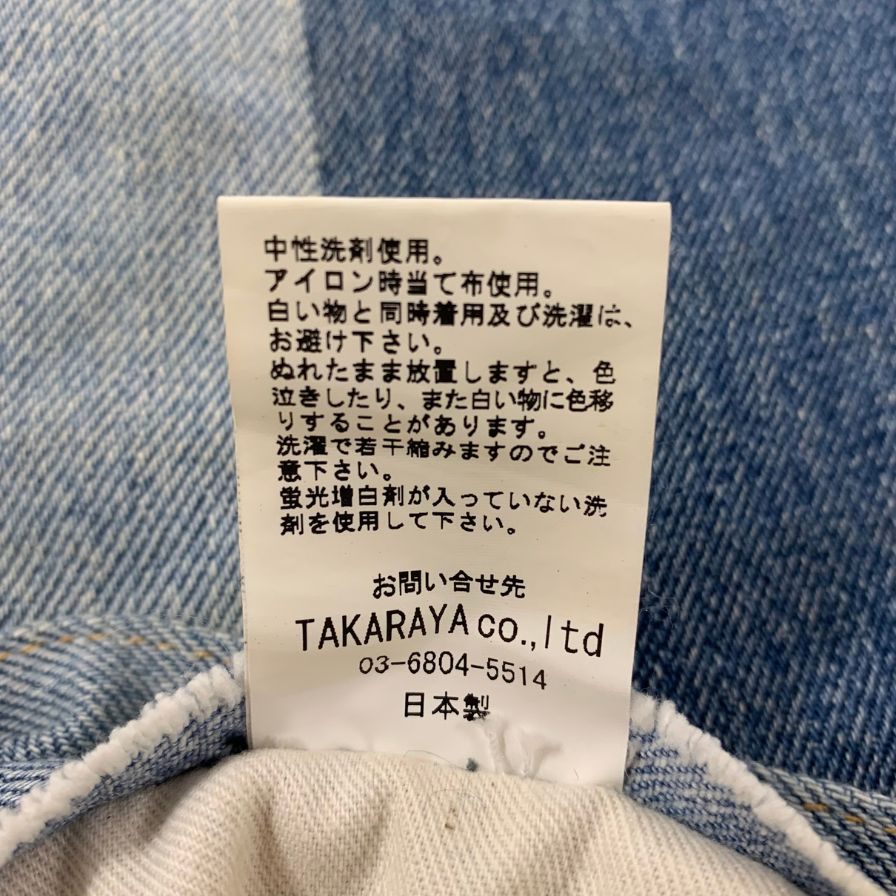 中性洗剤使用。
アイロン時当て布使用。
白い物と同時着用及び洗濯は、
お避け下さい。
ぬれたまま放置しますと、色
泣きしたり、また白い物に色移
りすることがあります。
洗濯で若干縮みますのでご注
意下さい。
蛍光増白剤が入っていない洗
剤を使用して下さい。
お問い合せ先
TAKARAYA co.,ltd
03-6804-5514
日本製